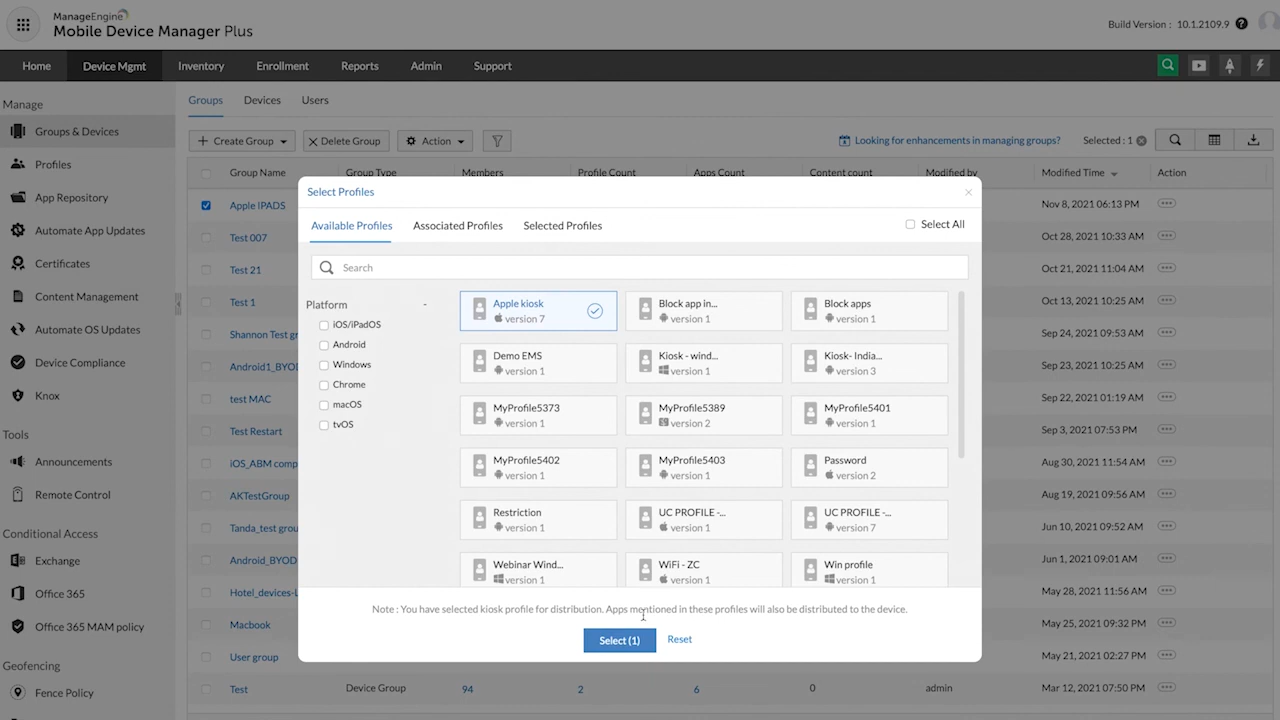 ManageEngine
Mobile Device Manager Plus
Build Version : 10.1.2109.9
Home Device Mgmt Inventory Enrollment Reports Admin Support
Manage
Groups & Devices
Profiles
App Repository
Automate App Updates
Certificates
Content Management
Automate OS Updates
Device Compliance
Knox
Tools
Announcements
Remote Control
Conditional Access
Exchange
Office 365
Office 365 MAM policy
Geofencing
Fence Policy
Groups Devices Users
Create Group Delete Group Action Looking for enhancements in managing groups? Selected : 1
Group Name Group Type Members Profile Count Apps Count Content count Modified by Modified Time Action
Apple IPADS Nov 8, 2021 06:13 PM
Test 007 Oct 28, 2021 10:33 AM
Test 21 Oct 21, 2021 11:04 AM
Test 1 Oct 13, 2021 10:25 AM
Shannon Test gr Sep 24, 2021 09:53 AM
Android1_BYO Sep 23, 2021 10:25 AM
test MAC Sep 22, 2021 01:19 AM
Test Restart Sep 3, 2021 07:53 PM
iOS_ABM comp Aug 30, 2021 11:54 AM
AKTestGroup Aug 19, 2021 09:56 AM
Tanda_test grou Jun 10, 2021 09:52 AM
Android_BYOD Jun 1, 2021 09:01 AM
Hotel_devices- May 28, 2021 11:56 AM
Macbook May 25, 2021 09:32 PM
User group May 21, 2021 02:27 PM
Test Device Group 94 2 6 0 admin Mar 12, 2021 07:50 PM
Select Profiles
Available Profiles Associated Profiles Selected Profiles Select All
Search
Platform -
iOS/iPadOS
Android
Windows
Chrome
macOS
tvOS
Apple kiosk
version 7
Block app in...
version 1
Block apps
version 1
Demo EMS
version 1
Kiosk - wind...
version 1
Kiosk- India...
version 3
MyProfile5373
version 1
MyProfile5389
version 2
MyProfile5401
version 1
MyProfile5402
version 1
MyProfile5403
version 1
Password
version 2
Restriction
version 1
UC PROFILE -...
version 1
UC PROFILE -...
version 7
Webinar Wind...
version 1
WiFi - ZC
version 1
Win profile
version 1
Note : You have selected kiosk profile for distribution. Apps mentioned in these profiles will also be distributed to the device.
Select (1) Reset